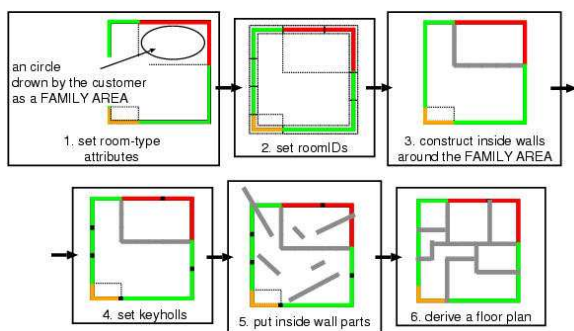 an circle
drown by the customer
as a FAMILY AREA
1. set room-type
attributes
2. set roomIDs
3. construct inside walls
around the FAMILY AREA
4. set keyholls
5. put inside wall parts
6. derive a floor plan